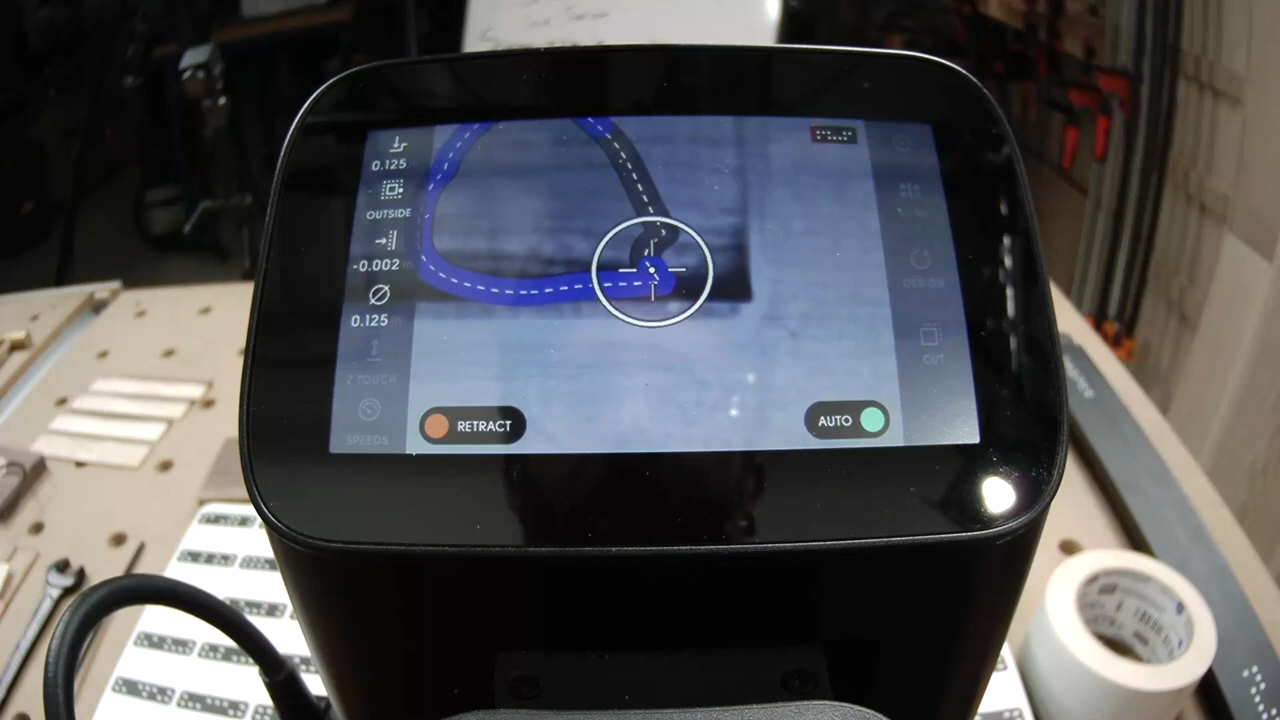 0.125
OUTSIDE
-0.002 in
0.125 in
Z TOUCH
SPEEDS
RETRACT
AUTO
DESIGN
CUT